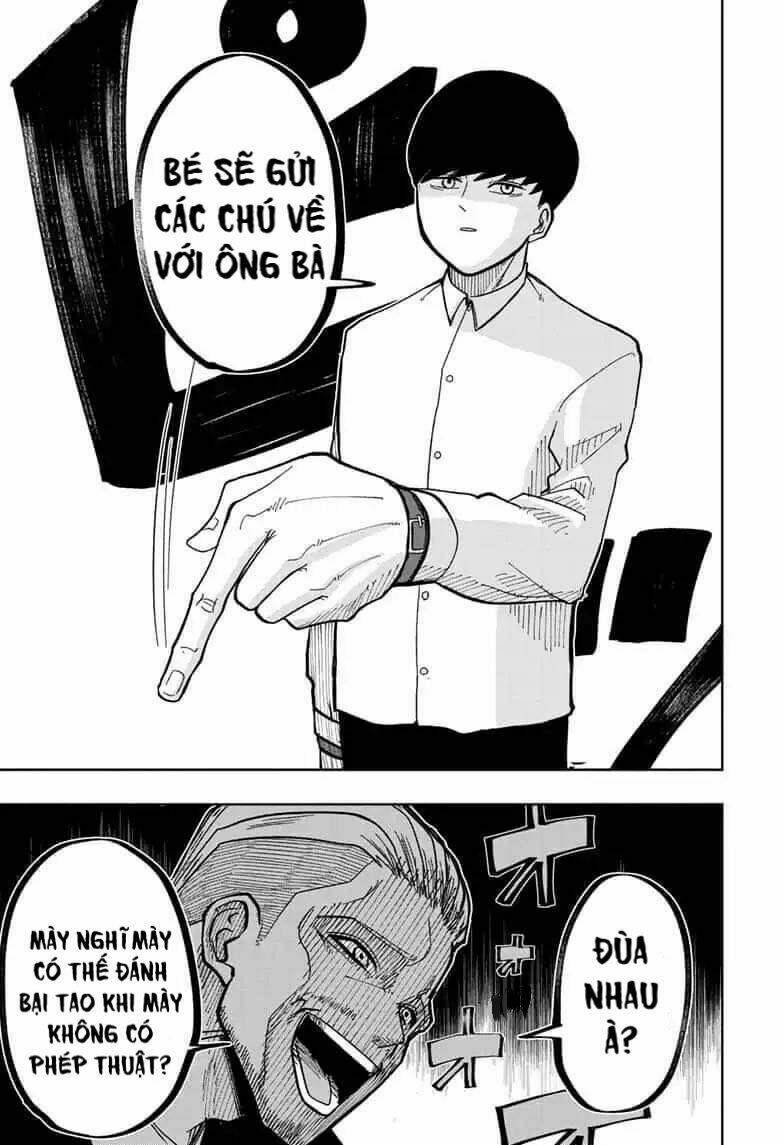 BÉ SẼ GỬI
CÁC CHÚ VỀ
VỚI ÔNG BÀ
ĐÙA
NHAU
À?
MÀY NGHĨ MÀY
CÓ THỂ ĐÁNH
BẠI TAO KHI MÀY
KHÔNG CÓ
PHÉP THUẬT?